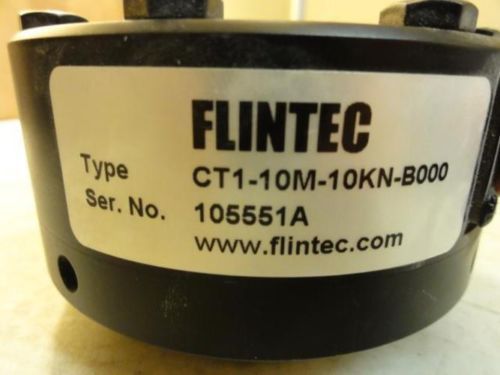 FLINTEC
Type CT1-10M-10KN-B000
Ser. No. 105551A
www.flintec.com